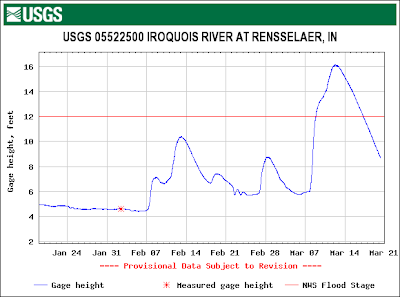 USGS
USGS 05522500 IROQUOIS RIVER AT RENSSELAER, IN
Gage height, feet
16
14
12
10
8
6
4
2
Jan 24 Jan 31 Feb 07 Feb 14 Feb 21 Feb 28 Mar 07 Mar 14 Mar 21
---- Provisional Data Subject to Revision ----
Gage height Measured gage height NWS Flood Stage